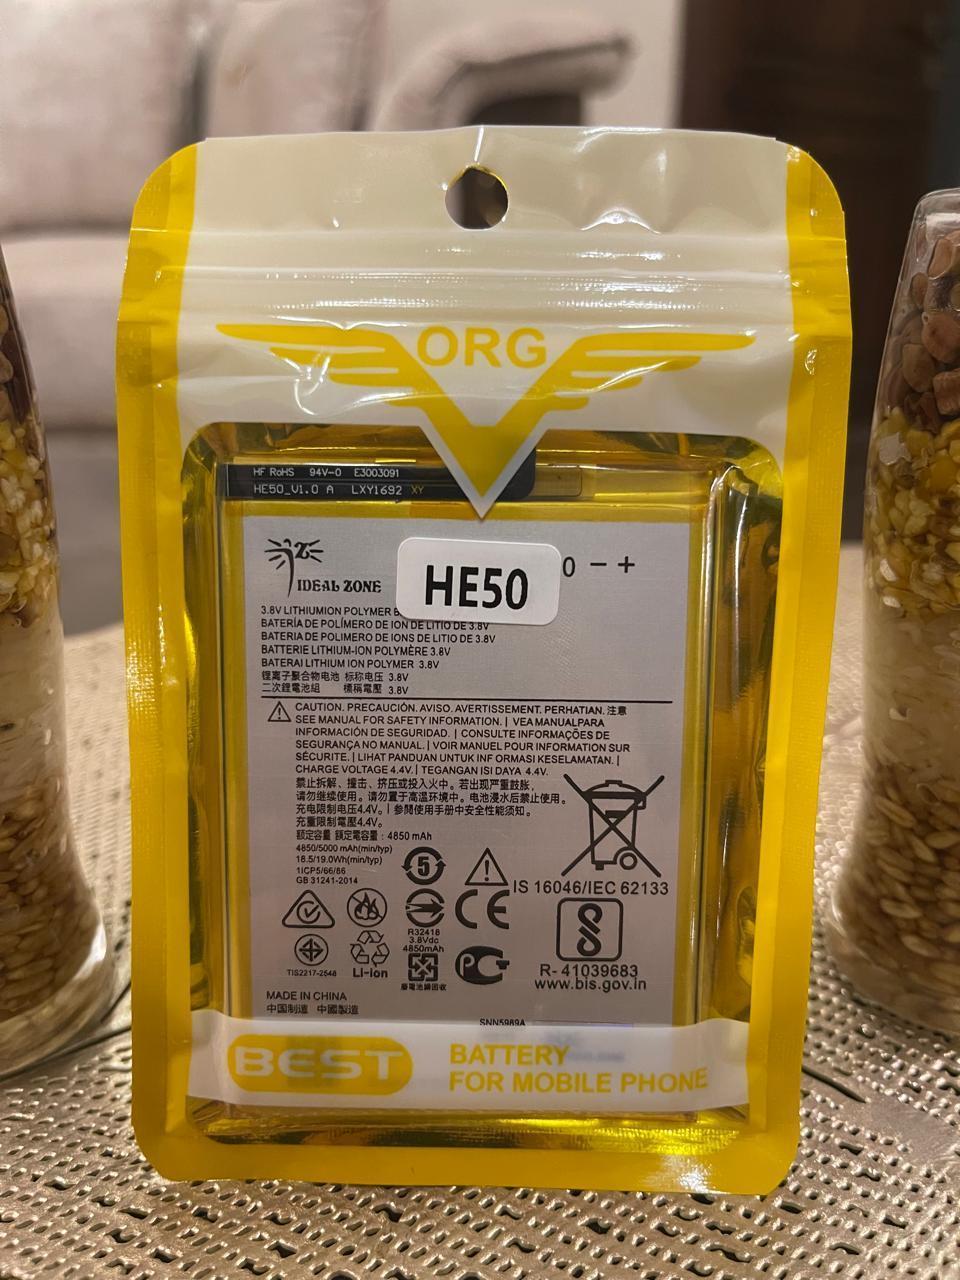 ORG
HF RoHS 94V-0 E3003091
HE50_V1.0 A LXY1692 XY
IDEAL ZONE
HE50
0 - +
3.8V LITHIUMION POLYMER
BATERÍA DE POLÍMERO DE ION DE LITIO DE 3.8V
BATERIA DE POLIMERO DE IONS DE LITIO DE 3.8V
BATTERIE LITHIUM-ION POLYMÈRE 3.8V
BATERAI LITHIUM ION POLYMER 3.8V
锂离子聚合物电池 标称电压 3.8V
二次鋰電池組 標稱電壓 3.8V
CAUTION. PRECAUCIÓN. AVISO. AVERTISSEMENT. PERHATIAN. 注意
SEE MANUAL FOR SAFETY INFORMATION. | VEA MANUALPARA
INFORMACIÓN DE SEGURIDAD. | CONSULTE INFORMAÇÕES DE
SEGURANÇA NO MANUAL. | VOIR MANUEL POUR INFORMATION SUR
SÉCURITE. | LIHAT PANDUAN UNTUK INF ORMASI KESELAMATAN. |
CHARGE VOLTAGE 4.4V. | TEGANGAN ISI DAYA 4.4V.
禁止拆解、撞击、挤压或投入火中。若出现严重鼓胀，
请勿继续使用。请勿置于高温环境中。电池浸水后禁止使用。
充电限制电压4.4V。| 參閱使用手册中安全性能须知。
充電限制電壓4.4V。
额定容量 額定電容量：4850 mAh
4850/5000 mAh(min/typ)
18.5/19.0Wh(min/typ)
1ICP5/66/86
GB 31241-2014
5
IS 16046/IEC 62133
CE
R32418
3.8Vdc
4850mAh
TIS2217-2548
Li-ion
廢電池請回收
PC
R- 41039683
www.bis.gov.in
MADE IN CHINA
中国制造 中國製造
SNN5989A
BEST
BATTERY
FOR MOBILE PHONE